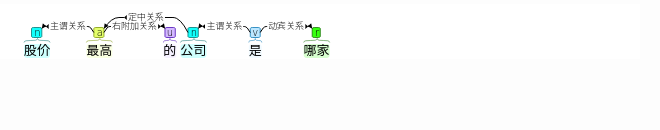 定中关系
主谓关系 右附加关系 主谓关系 动宾关系
n a u n v r
股价 最高 的 公司 是 哪家